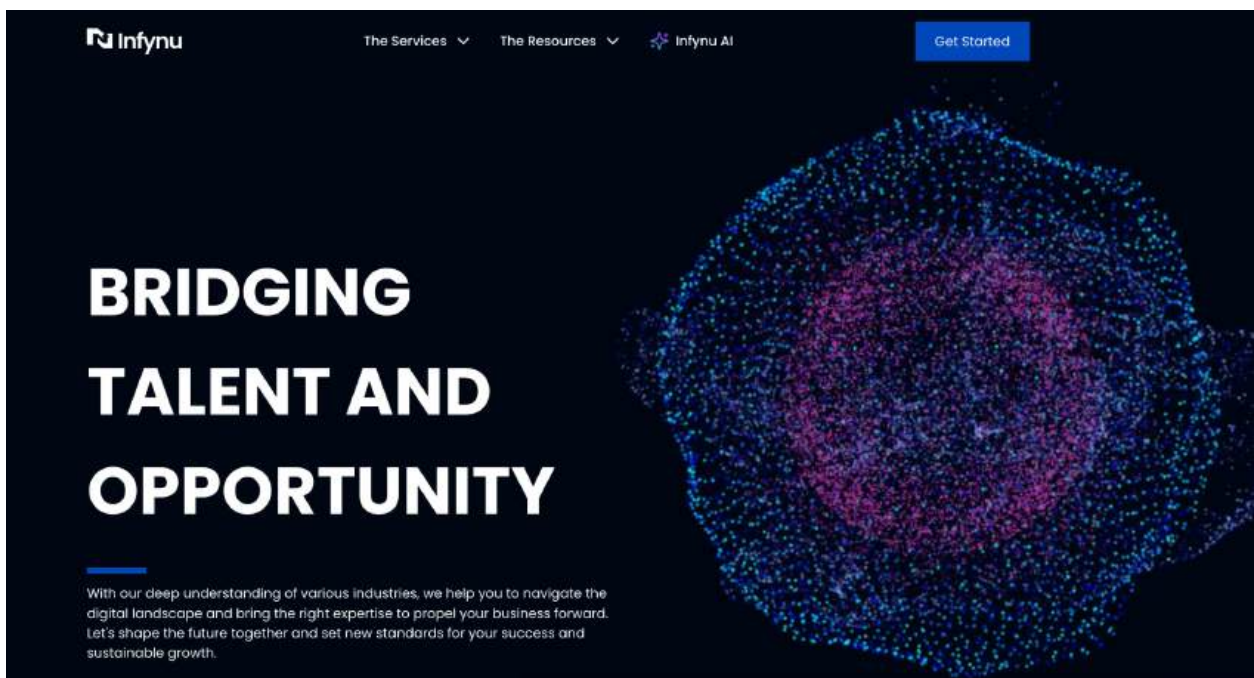 Infynu
The Services
The Resources
Infynu AI
Get Started
BRIDGING
TALENT AND
OPPORTUNITY
With our deep understanding of various industries, we help you to navigate the
digital landscape and bring the right expertise to propel your business forward.
Let's shape the future together and set new standards for your success and
sustainable growth.